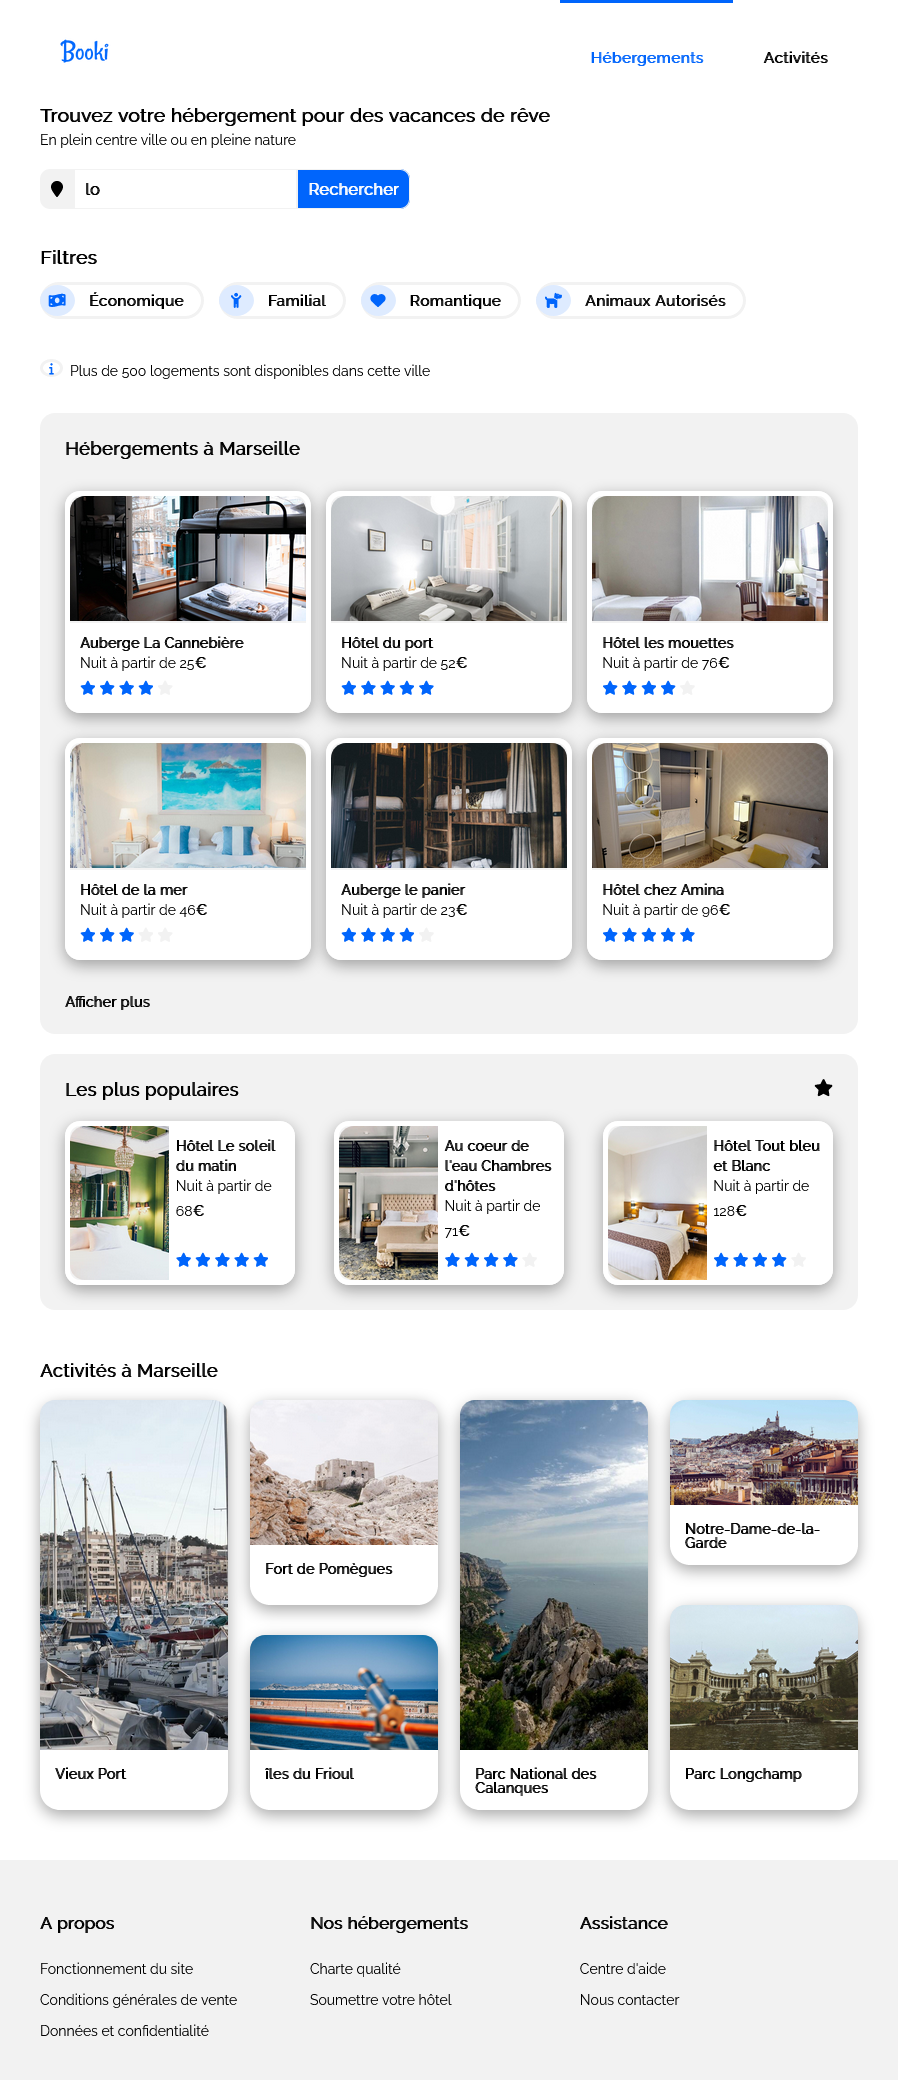 Booki
Hébergements
Activités
Trouvez votre hébergement pour des vacances de rêve
En plein centre ville ou en pleine nature
lo
Rechercher
Filtres
Économique
Familial
Romantique
Animaux Autorisés
Plus de 500 logements sont disponibles dans cette ville
Hébergements à Marseille
Auberge La Cannebière
Nuit à partir de 25€
Hôtel du port
Nuit à partir de 52€
Hôtel les mouettes
Nuit à partir de 76€
Hôtel de la mer
Nuit à partir de 46€
Auberge le panier
Nuit à partir de 23€
Hôtel chez Amina
Nuit à partir de 96€
Afficher plus
Les plus populaires
Hôtel Le soleil
du matin
Nuit à partir de
68€
Au coeur de
l'eau Chambres
d'hôtes
Nuit à partir de
71€
Hôtel Tout bleu
et Blanc
Nuit à partir de
128€
Activités à Marseille
Vieux Port
Fort de Pomègues
îles du Frioul
Parc National des
Calanques
Notre-Dame-de-la-
Garde
Parc Longchamp
A propos
Fonctionnement du site
Conditions générales de vente
Données et confidentialité
Nos hébergements
Charte qualité
Soumettre votre hôtel
Assistance
Centre d'aide
Nous contacter